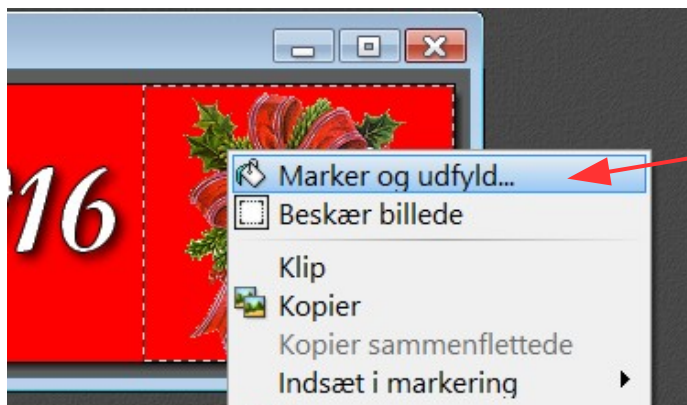 16
Marker og udfyld...
Beskær billede
Klip
Kopier
Kopier sammenflettede
Indsæt i markering